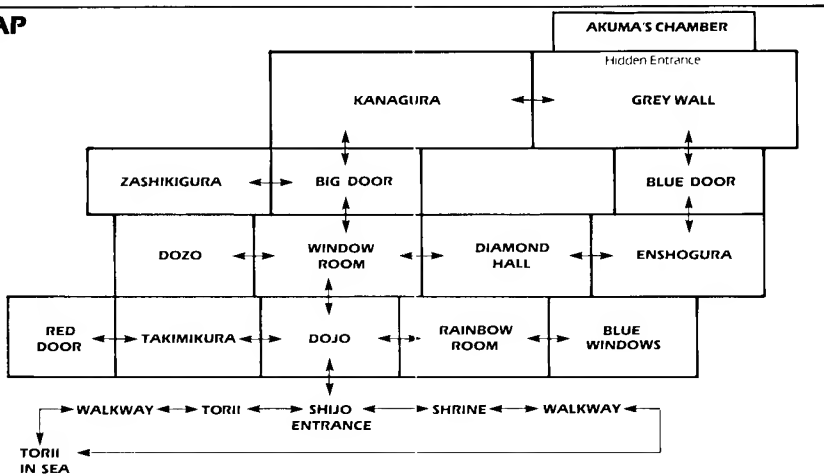 AP
AKUMA'S CHAMBER
Hidden Entrance
KANAGURA
GREY WALL
ZASHIKIGURA
BIG DOOR
BLUE DOOR
DOZO
WINDOW
ROOM
DIAMOND
HALL
ENSHOGURA
RED
DOOR
TAKIMIKURA
DOJO
RAINBOW
ROOM
BLUE
WINDOWS
WALKWAY
TORII
SHIJO
ENTRANCE
SHRINE
WALKWAY
TORII
IN SEA